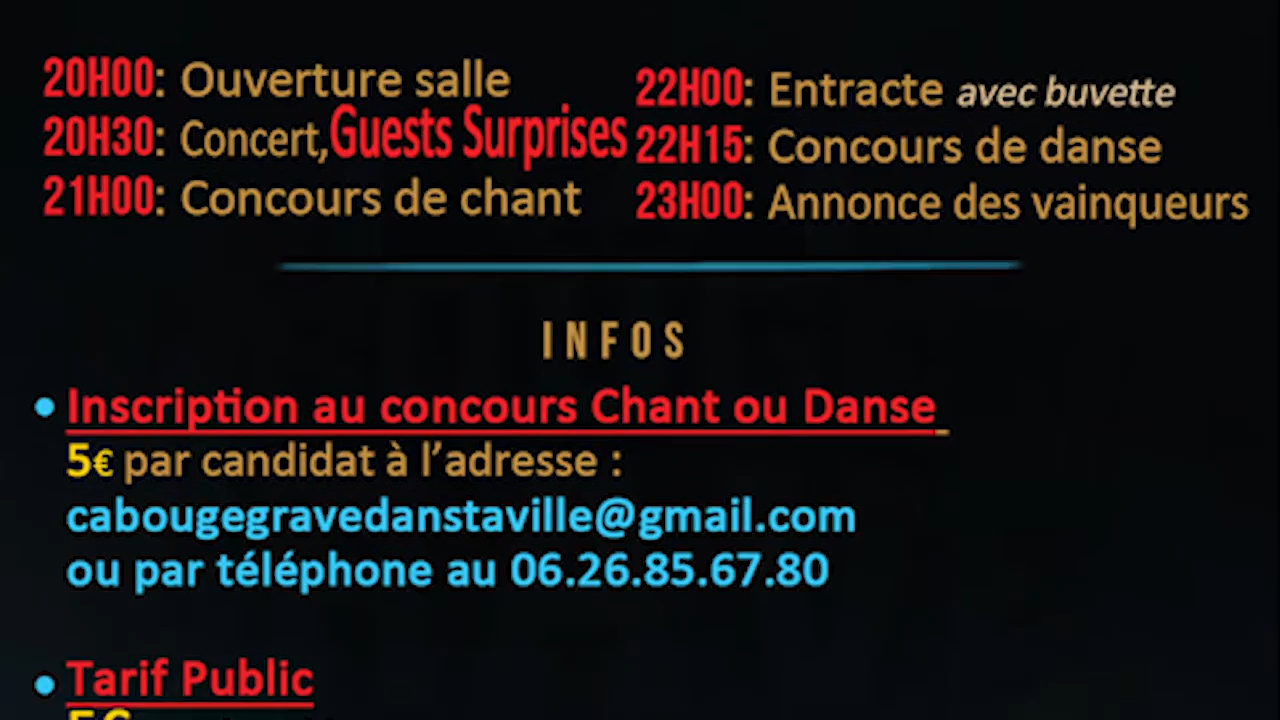 20H00: Ouverture salle
20H30: Concert, Guests Surprises
21H00: Concours de chant
22H00: Entracte avec buvette
22H15: Concours de danse
23H00: Annonce des vainqueurs
INFOS
• Inscription au concours Chant ou Danse
5€ par candidat à l’adresse :
cabougegravedanstaville@gmail.com
ou par téléphone au 06.26.85.67.80
• Tarif Public